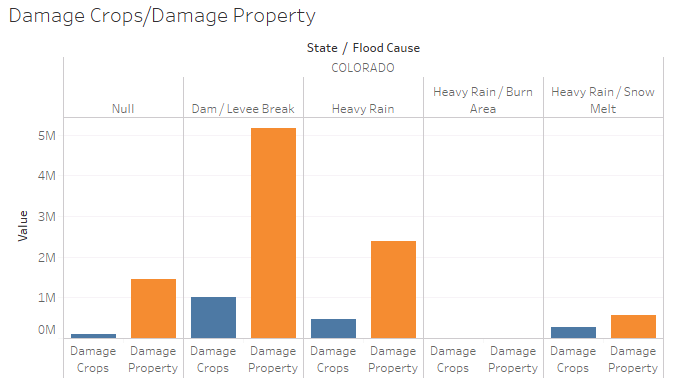 Damage Crops/Damage Property
State / Flood Cause
COLORADO
Null
Dam / Levee Break
Heavy Rain
Heavy Rain / Burn
Area
Heavy Rain / Snow
Melt
Value
5M
4M
3M
2M
1M
0M
Damage
Crops
Damage
Property
Damage
Crops
Damage
Property
Damage
Crops
Damage
Property
Damage
Crops
Damage
Property
Damage
Crops
Damage
Property